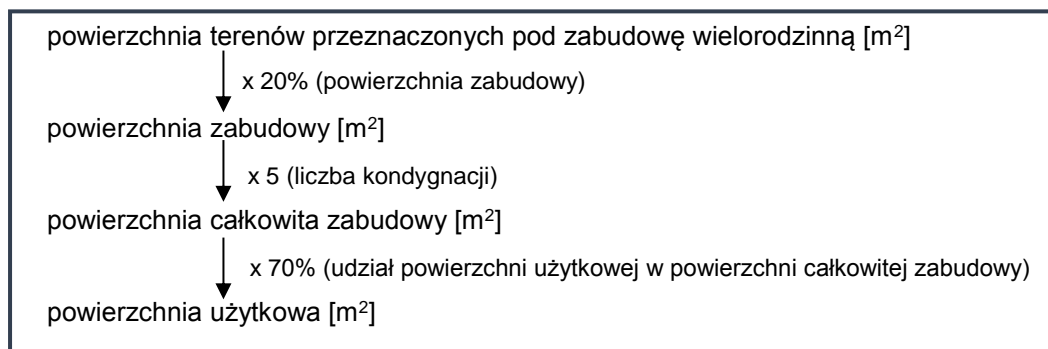 powierzchnia terenów przeznaczonych pod zabudowę wielorodzinną [m²]
x 20% (powierzchnia zabudowy)
powierzchnia zabudowy [m²]
x 5 (liczba kondygnacji)
powierzchnia całkowita zabudowy [m²]
x 70% (udział powierzchni użytkowej w powierzchni całkowitej zabudowy)
powierzchnia użytkowa [m²]